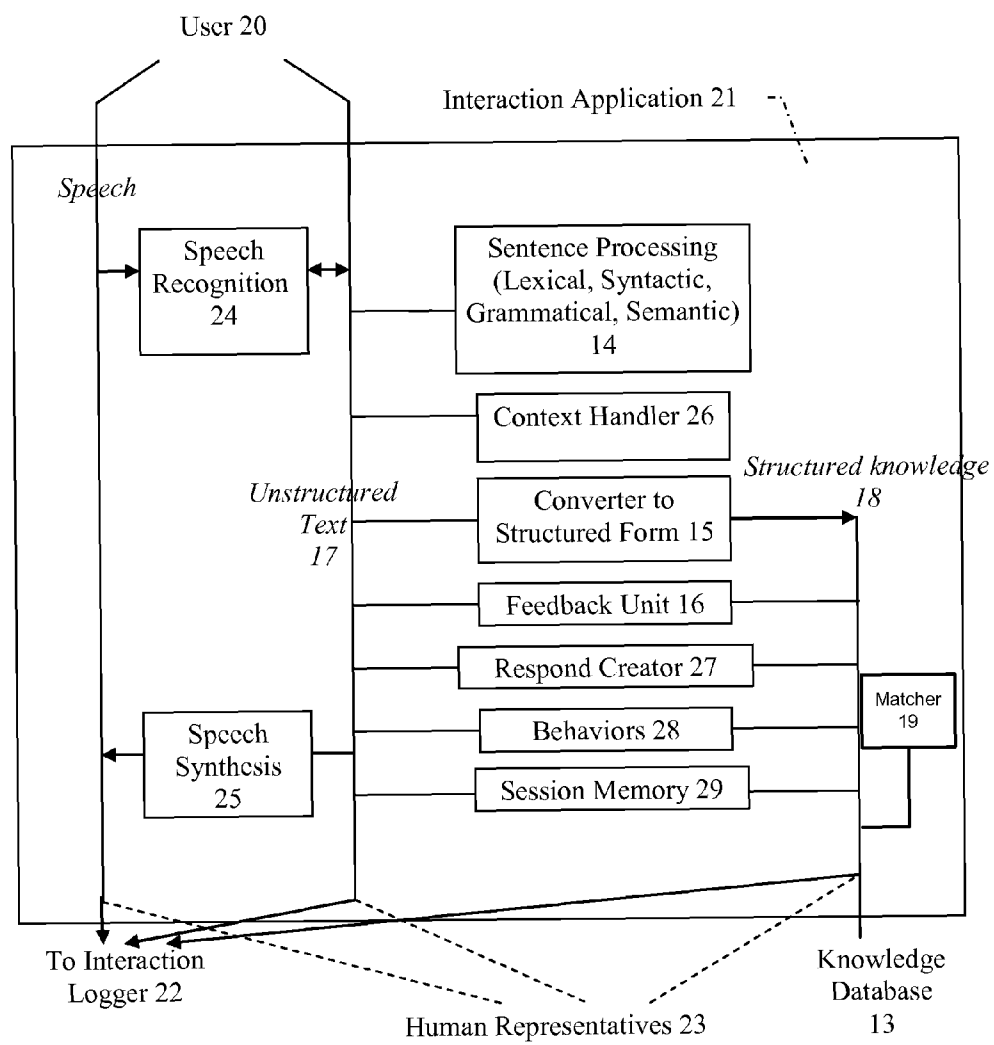 User 20
Interaction Application 21
Speech
Speech
Recognition
24
Sentence Processing
(Lexical, Syntactic,
Grammatical, Semantic)
14
Context Handler 26
Structured knowledge
18
Unstructured
Text
17
Converter to
Structured Form 15
Feedback Unit 16
Respond Creator 27
Matcher
19
Speech
Synthesis
25
Behaviors 28
Session Memory 29
To Interaction
Logger 22
Knowledge
Database
13
Human Representatives 23